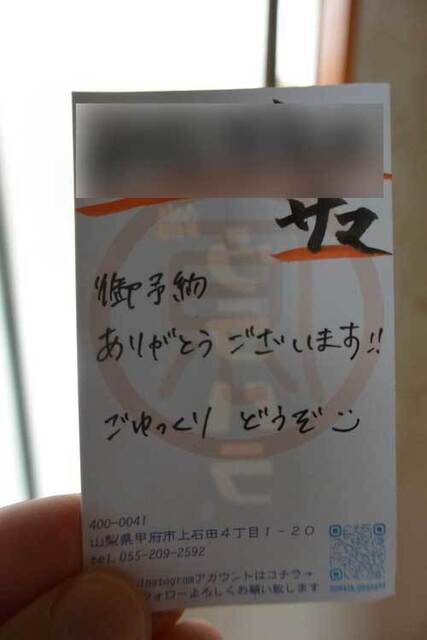 サマ
御予約
ありがとうございます!!
ごゆっくり どうぞ
400-0041
山梨県甲府市上石田4丁目1-20
tel.055-209-2592
Instagramアカウントはコチラ→
フォローよろしくお願い致します